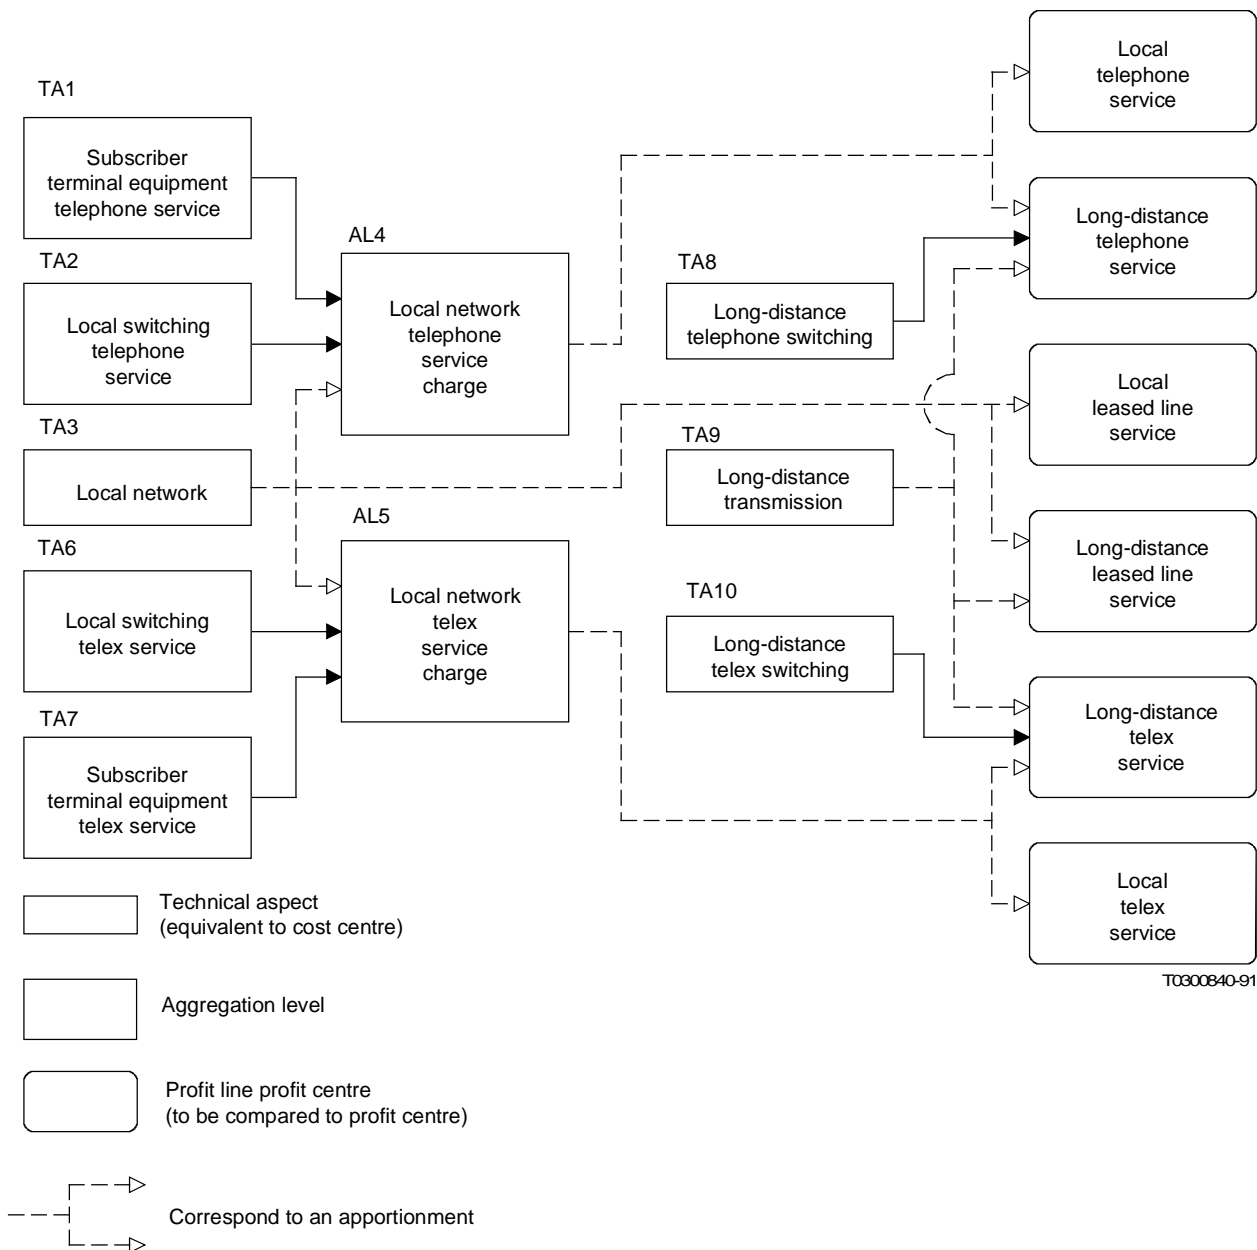 TA1
Subscriber
terminal equipment
telephone service
TA2
Local switching
telephone
service
TA3
Local network
TA6
Local switching
telex service
TA7
Subscriber
terminal equipment
telex service
AL4
Local network
telephone
service
charge
AL5
Local network
telex
service
charge
TA8
Long-distance
telephone switching
TA9
Long-distance
transmission
TA10
Long-distance
telex switching
Local
telephone
service
Long-distance
telephone
service
Local
leased line
service
Long-distance
leased line
service
Long-distance
telex
service
Local
telex
service
T0300840-91
Technical aspect
(equivalent to cost centre)
Aggregation level
Profit line profit centre
(to be compared to profit centre)
Correspond to an apportionment